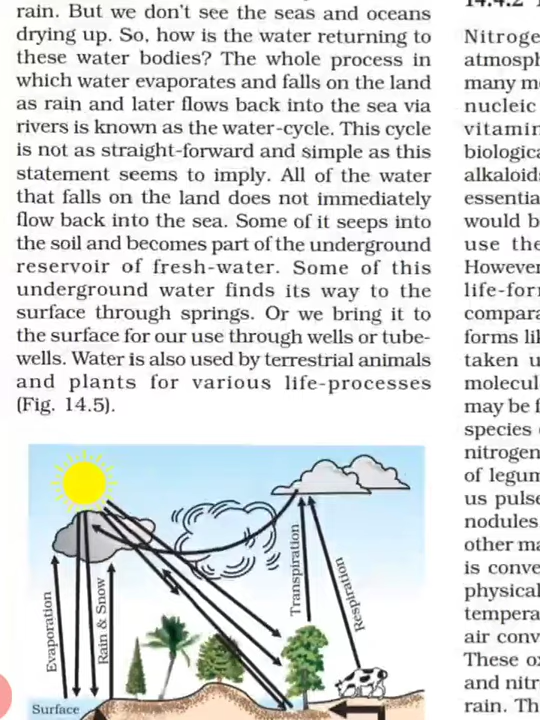 rain. But we don't see the seas and oceans
drying up. So, how is the water returning to
these water bodies? The whole process in
which water evaporates and falls on the land
as rain and later flows back into the sea via
rivers is known as the water-cycle. This cycle
is not as straight-forward and simple as this
statement seems to imply. All of the water
that falls on the land does not immediately
flow back into the sea. Some of it seeps into
the soil and becomes part of the underground
reservoir of fresh-water. Some of this
underground water finds its way to the
surface through springs. Or we bring it to
the surface for our use through wells or tube-
wells. Water is also used by terrestrial animals
and plants for various life-processes
(Fig. 14.5).
Evaporation
Rain & Snow
Transpiration
Respiration
Surface
14.4.2
Nitroge
atmosph
many m
nucleic
vitamin
biologica
alkaloid
essentia
would b
use the
However
life-for
compara
forms li
taken u
molecul
may be f
species
nitrogen
of legum
us pulse
nodules
other ma
is conve
physical
tempera
air conv
These o
and nitr
rain. Th